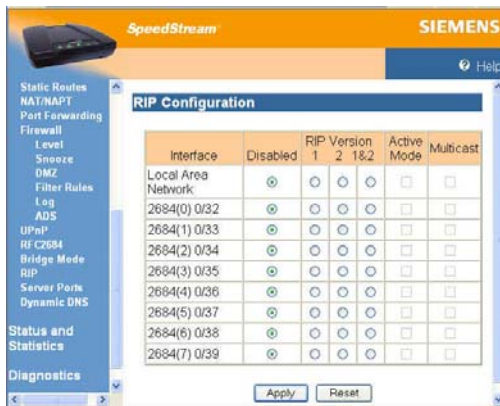 SpeedStream
SIEMENS
Help
Static Routes
NAT/NAPT
Port Forwarding
Firewall
Level
Snooze
DMZ
Filter Rules
Log
ADS
UPnP
RFC2684
Bridge Mode
RIP
Server Ports
Dynamic DNS
Status and
Statistics
Diagnostics
RIP Configuration
Interface Disabled RIP Version 1 2 1&2 Active Mode Multicast
Local Area
Network
2684(0) 0/32
2684(1) 0/33
2684(2) 0/34
2684(3) 0/35
2684(4) 0/36
2684(5) 0/37
2684(6) 0/38
2684(7) 0/39
Apply Reset